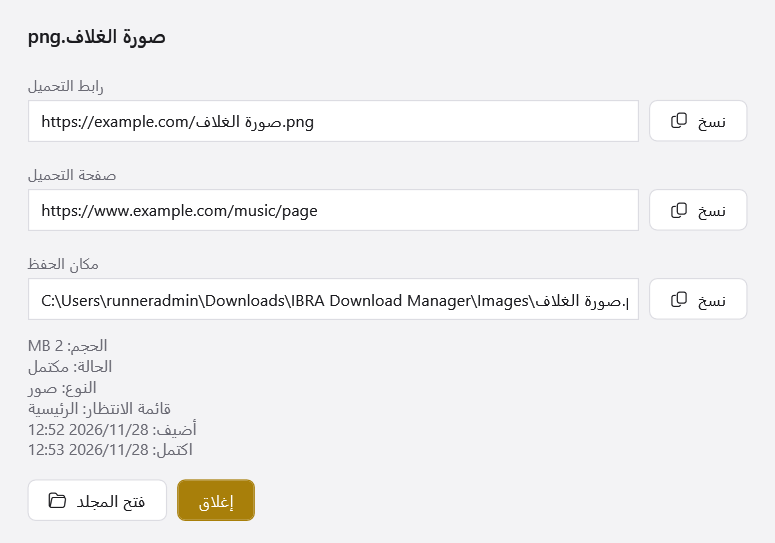 صورة الغلاف.png
رابط التحميل
https://example.com/صورة الغلاف.png
نسخ
صفحة التحميل
https://www.example.com/music/page
نسخ
مكان الحفظ
C:\Users\runneradmin\Downloads\IBRA Download Manager\Images\صورة الغلاف.
نسخ
الحجم: 2 MB
الحالة: مكتمل
النوع: صور
قائمة الانتظار: الرئيسية
أضيف: 2026/11/28 12:52
اكتمل: 2026/11/28 12:53
فتح المجلد
إغلاق